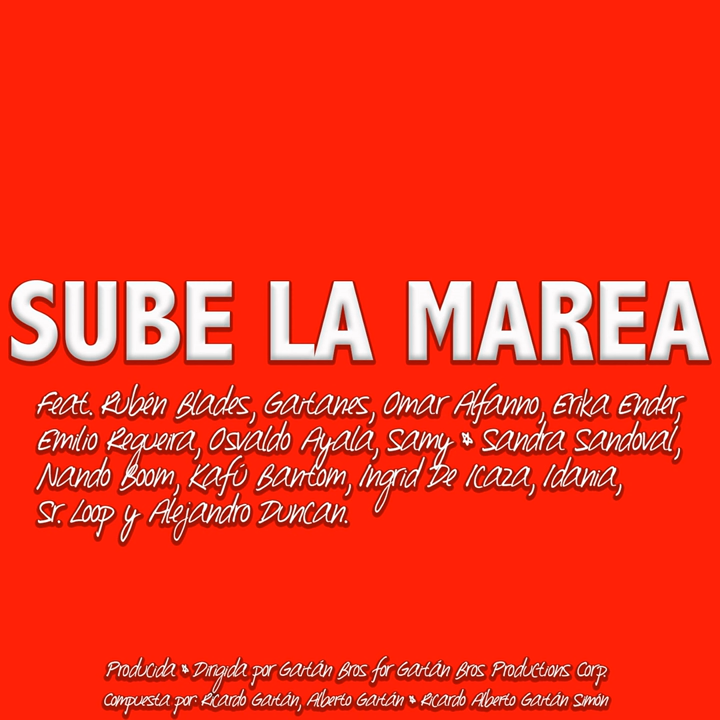 SUBE LA MAREA
Feat. Rubén Blades, Gaitanes, Omar Alfanno, Erika Ender,
Emilio Regueira, Osvaldo Ayala, Samy & Sandra Sandoval,
Nando Boom, Kafú Bantom, Ingrid De Icaza, Idania,
Sr. Loop y Alejandro Duncan.
Producida & Dirigida por Gaitán Bros for Gaitán Bros Productions Corp.
Compuesta por: Ricardo Gaitán, Alberto Gaitán & Ricardo Alberto Gaitán Simón